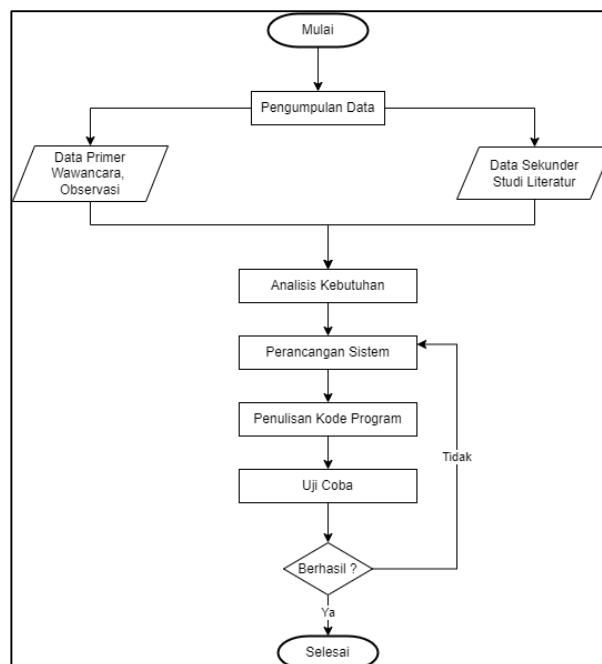 Mulai
Pengumpulan Data
Data Primer
Wawancara,
Observasi
Data Sekunder
Studi Literatur
Analisis Kebutuhan
Perancangan Sistem
Penulisan Kode Program
Tidak
Uji Coba
Berhasil ?
Ya
Selesai